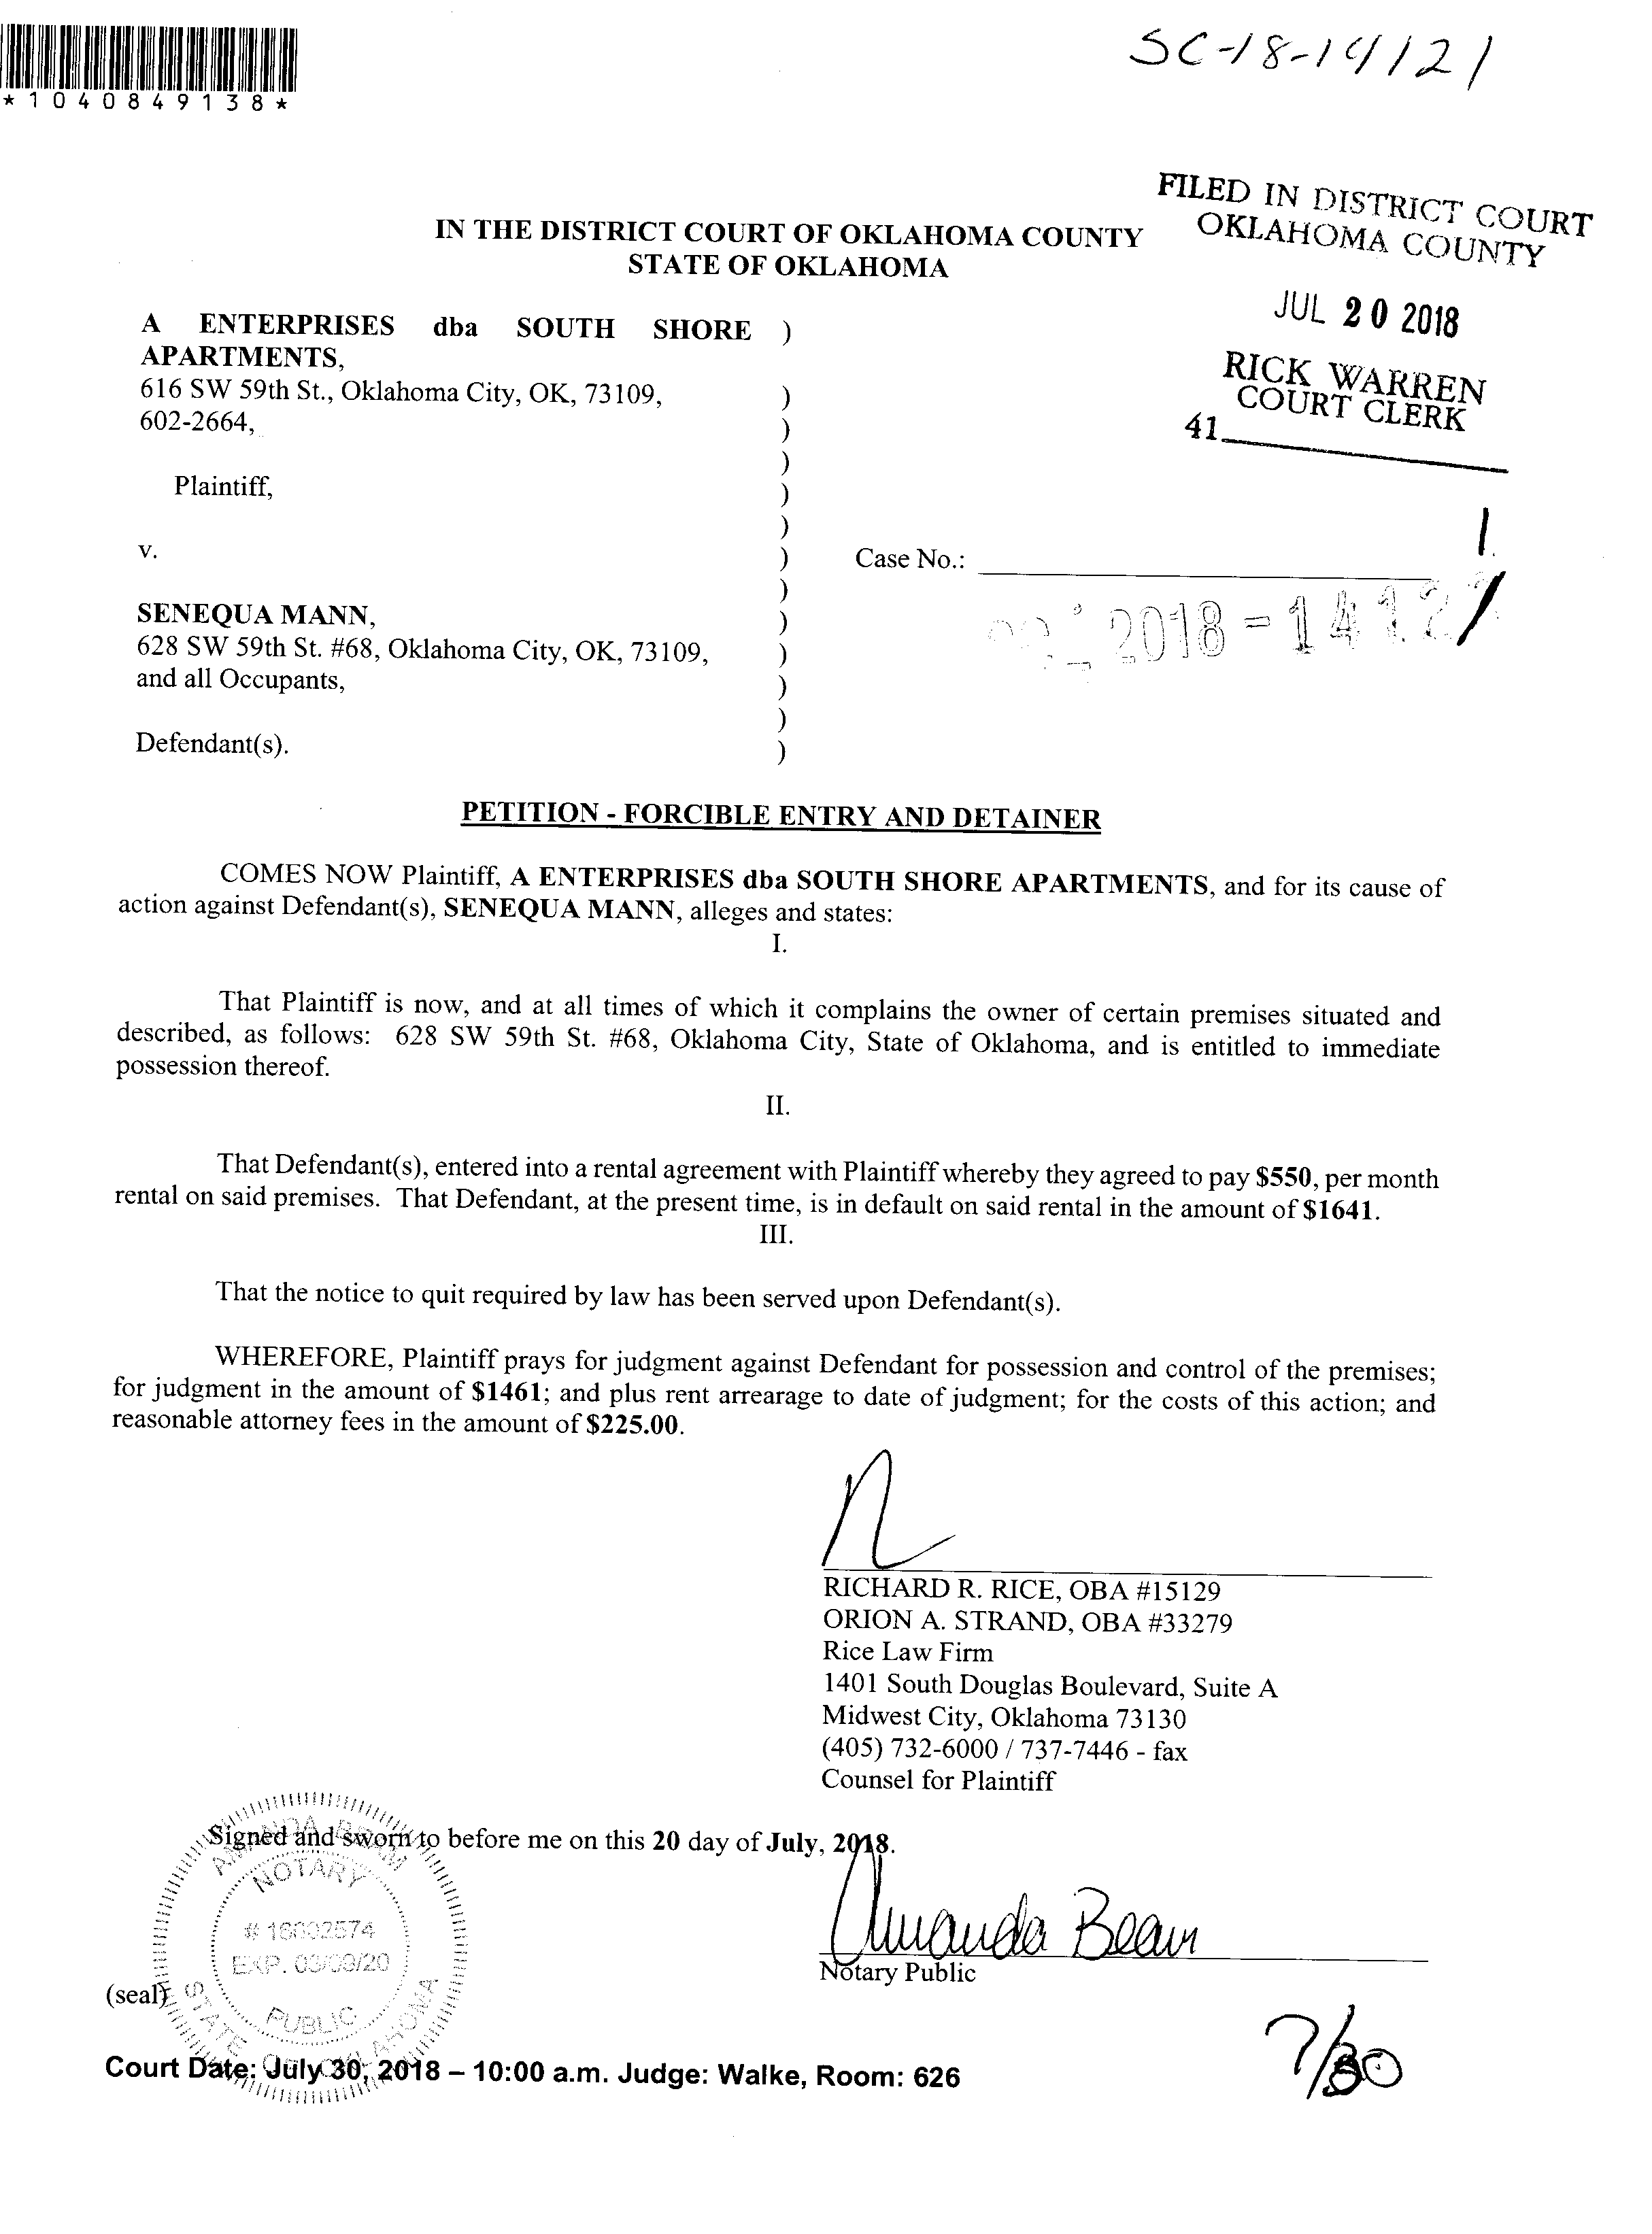 *1040849138*
SC-18-14121
FILED IN DISTRICT COURT
OKLAHOMA COUNTY
JUL 20 2018
RICK WARREN
COURT CLERK
41
IN THE DISTRICT COURT OF OKLAHOMA COUNTY
STATE OF OKLAHOMA
A ENTERPRISES dba SOUTH SHORE )
APARTMENTS,
616 SW 59th St., Oklahoma City, OK, 73109, )
602-2664, )
)
Plaintiff, )
)
v. ) Case No.:
)
SENEQUA MANN, )
628 SW 59th St. #68, Oklahoma City, OK, 73109, )
and all Occupants, )
)
Defendant(s). )
2018-1412
PETITION - FORCIBLE ENTRY AND DETAINER
COMES NOW Plaintiff, A ENTERPRISES dba SOUTH SHORE APARTMENTS, and for its cause of
action against Defendant(s), SENEQUA MANN, alleges and states:
I.
That Plaintiff is now, and at all times of which it complains the owner of certain premises situated and
described, as follows: 628 SW 59th St. #68, Oklahoma City, State of Oklahoma, and is entitled to immediate
possession thereof.
II.
That Defendant(s), entered into a rental agreement with Plaintiff whereby they agreed to pay $550, per month
rental on said premises. That Defendant, at the present time, is in default on said rental in the amount of $1641.
III.
That the notice to quit required by law has been served upon Defendant(s).
WHEREFORE, Plaintiff prays for judgment against Defendant for possession and control of the premises;
for judgment in the amount of $1461; and plus rent arrearage to date of judgment; for the costs of this action; and
reasonable attorney fees in the amount of $225.00.
RICHARD R. RICE, OBA #15129
ORION A. STRAND, OBA #33279
Rice Law Firm
1401 South Douglas Boulevard, Suite A
Midwest City, Oklahoma 73130
(405) 732-6000 / 737-7446 - fax
Counsel for Plaintiff
Signed and sworn to before me on this 20 day of July, 2018.
Amanda Beam
Notary Public
AMANDA BEAM
NOTARY
# 16002574
EXP. 03/09/20
PUBLIC
STATE OF OKLAHOMA
(seal)
7/30
Court Date: July 30, 2018 – 10:00 a.m. Judge: Walke, Room: 626